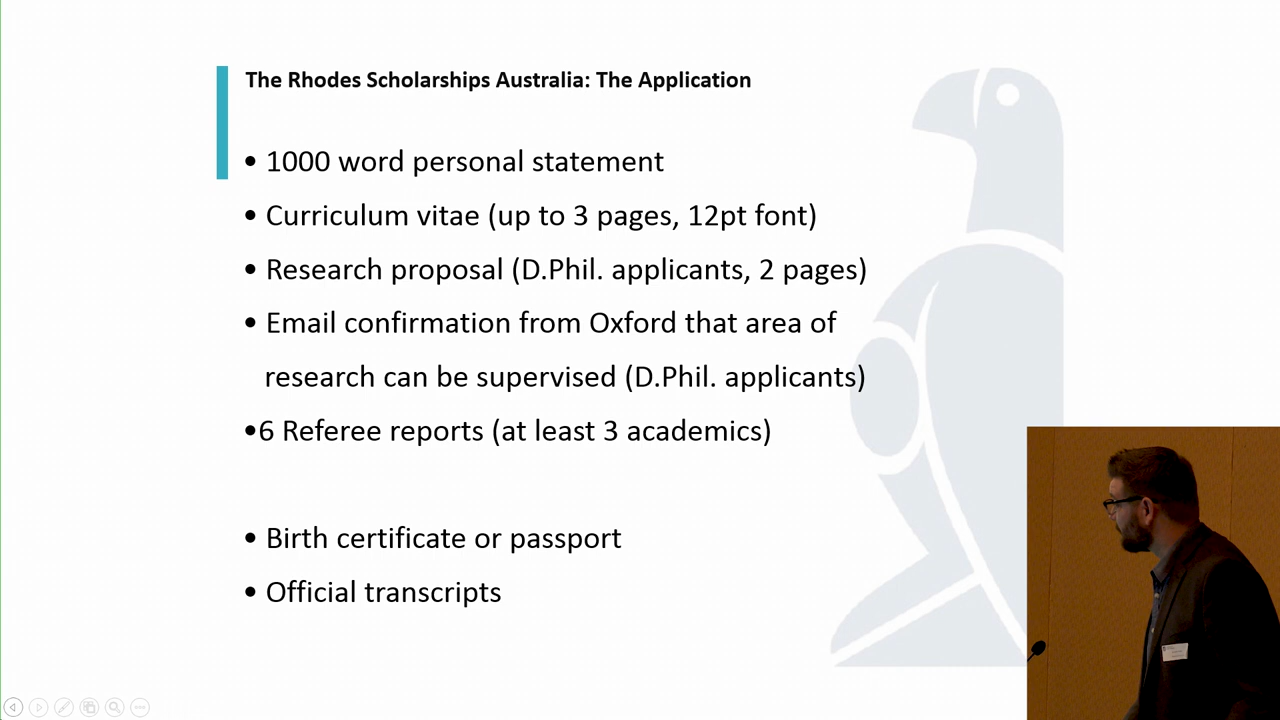 The Rhodes Scholarships Australia: The Application
• 1000 word personal statement
• Curriculum vitae (up to 3 pages, 12pt font)
• Research proposal (D.Phil. applicants, 2 pages)
• Email confirmation from Oxford that area of
research can be supervised (D.Phil. applicants)
•6 Referee reports (at least 3 academics)
• Birth certificate or passport
• Official transcripts